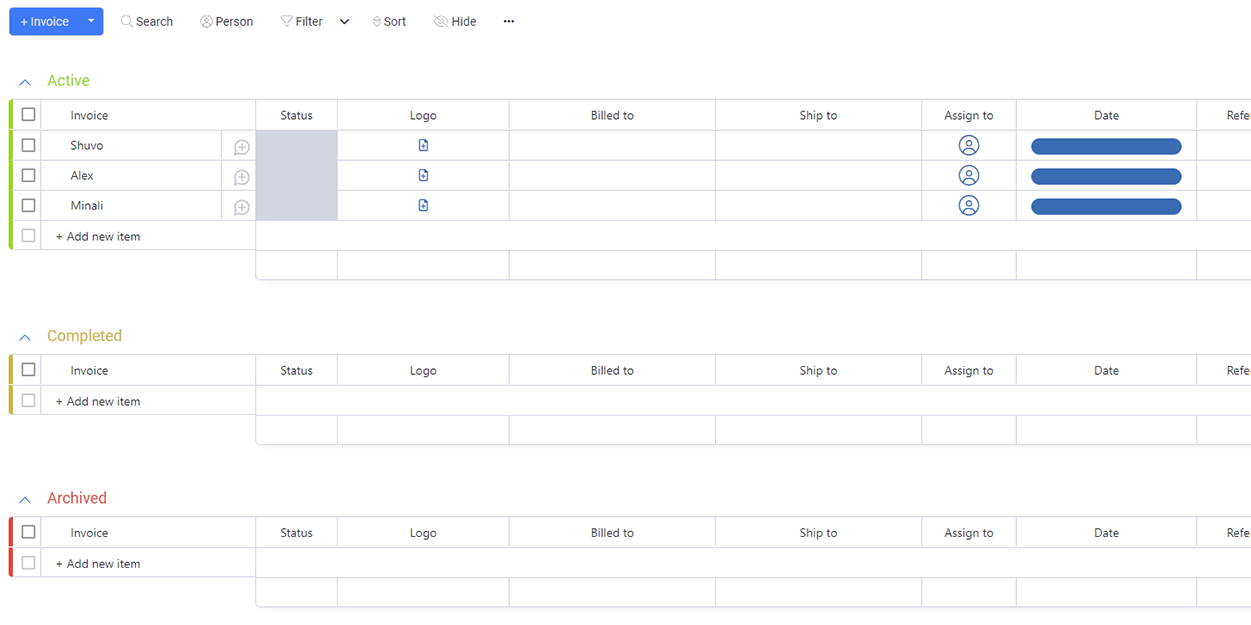 + Invoice Search Person Filter Sort Hide ...
Active
Invoice Status Logo Billed to Ship to Assign to Date Refe
Shuvo
Alex
Minali
+ Add new item
Completed
Invoice Status Logo Billed to Ship to Assign to Date Refe
+ Add new item
Archived
Invoice Status Logo Billed to Ship to Assign to Date Refe
+ Add new item